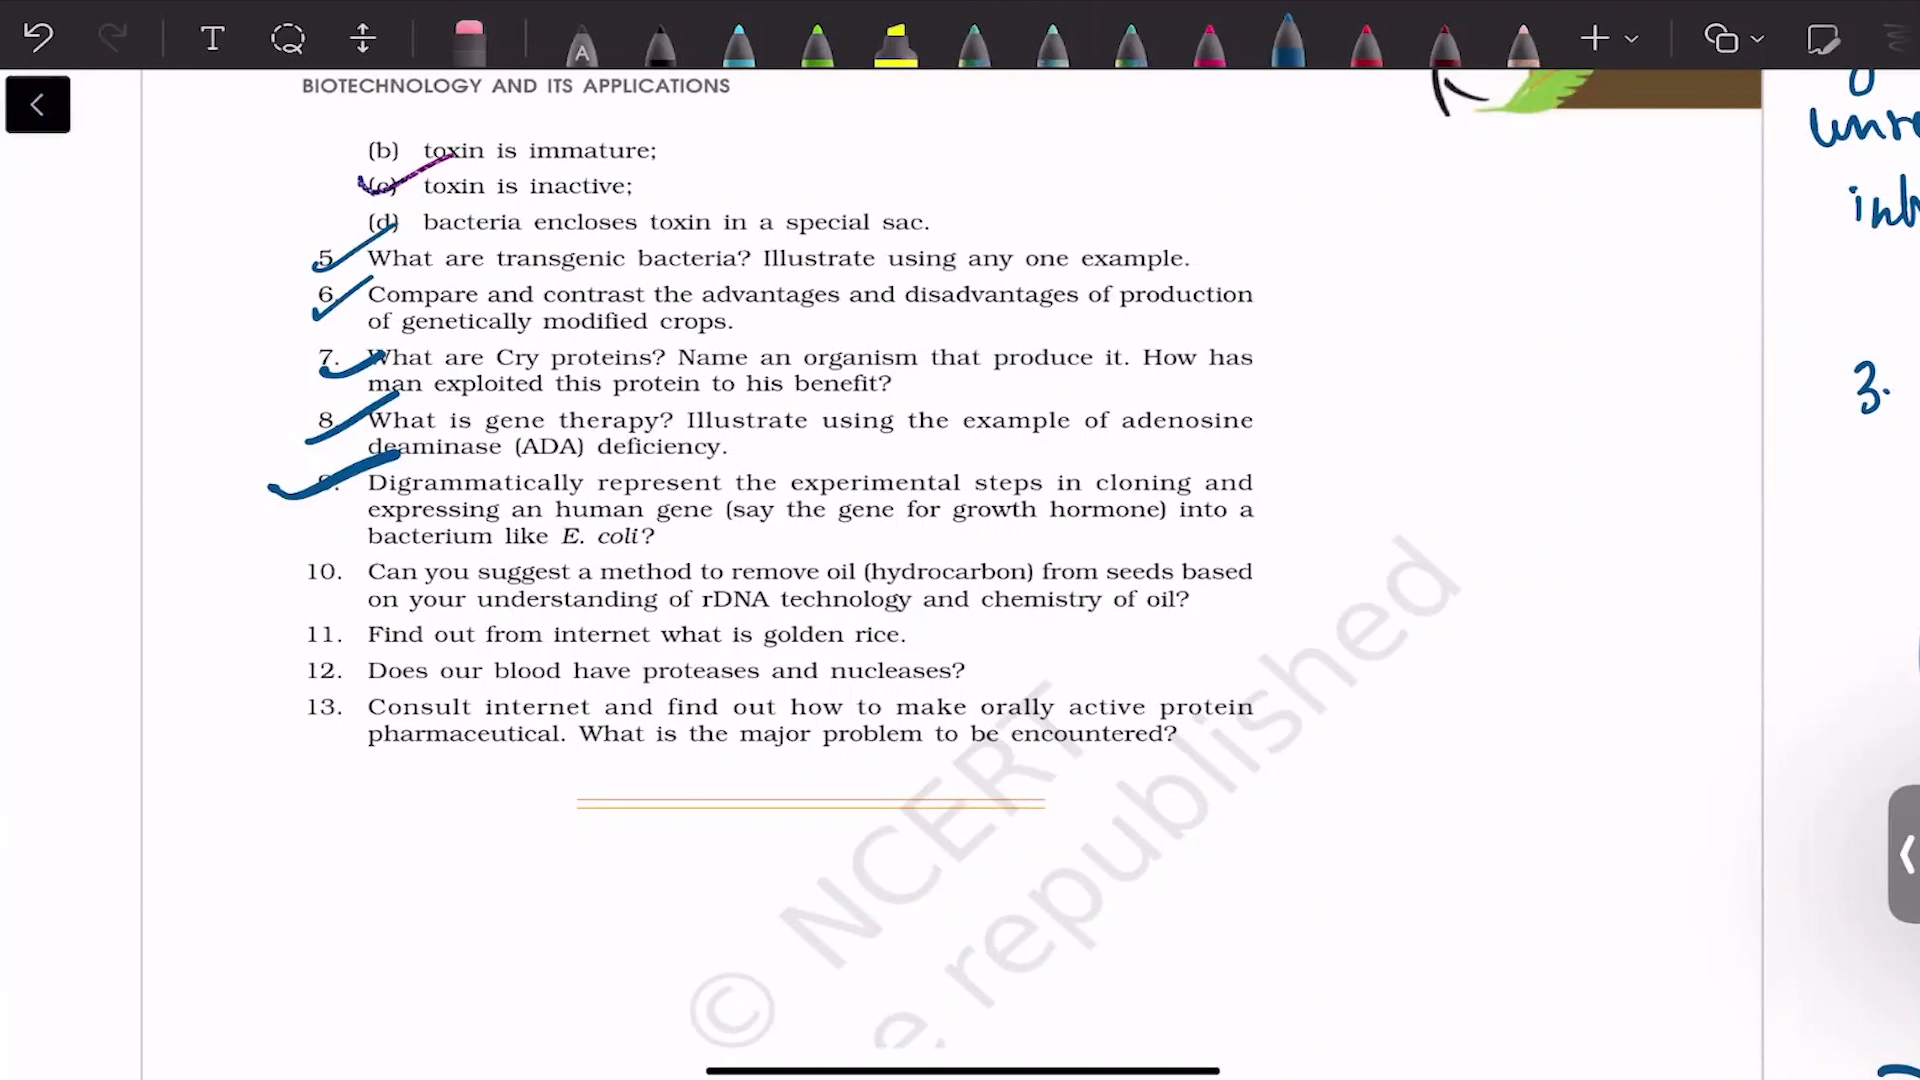 T
A
BIOTECHNOLOGY AND ITS APPLICATIONS
(b) toxin is immature;
(c) toxin is inactive;
(d) bacteria encloses toxin in a special sac.
5. What are transgenic bacteria? Illustrate using any one example.
6. Compare and contrast the advantages and disadvantages of production
of genetically modified crops.
7. What are Cry proteins? Name an organism that produce it. How has
man exploited this protein to his benefit?
8. What is gene therapy? Illustrate using the example of adenosine
deaminase (ADA) deficiency.
9. Digrammatically represent the experimental steps in cloning and
expressing an human gene (say the gene for growth hormone) into a
bacterium like E. coli?
10. Can you suggest a method to remove oil (hydrocarbon) from seeds based
on your understanding of rDNA technology and chemistry of oil?
11. Find out from internet what is golden rice.
12. Does our blood have proteases and nucleases?
13. Consult internet and find out how to make orally active protein
pharmaceutical. What is the major problem to be encountered?
© NCERT
e republished
3.